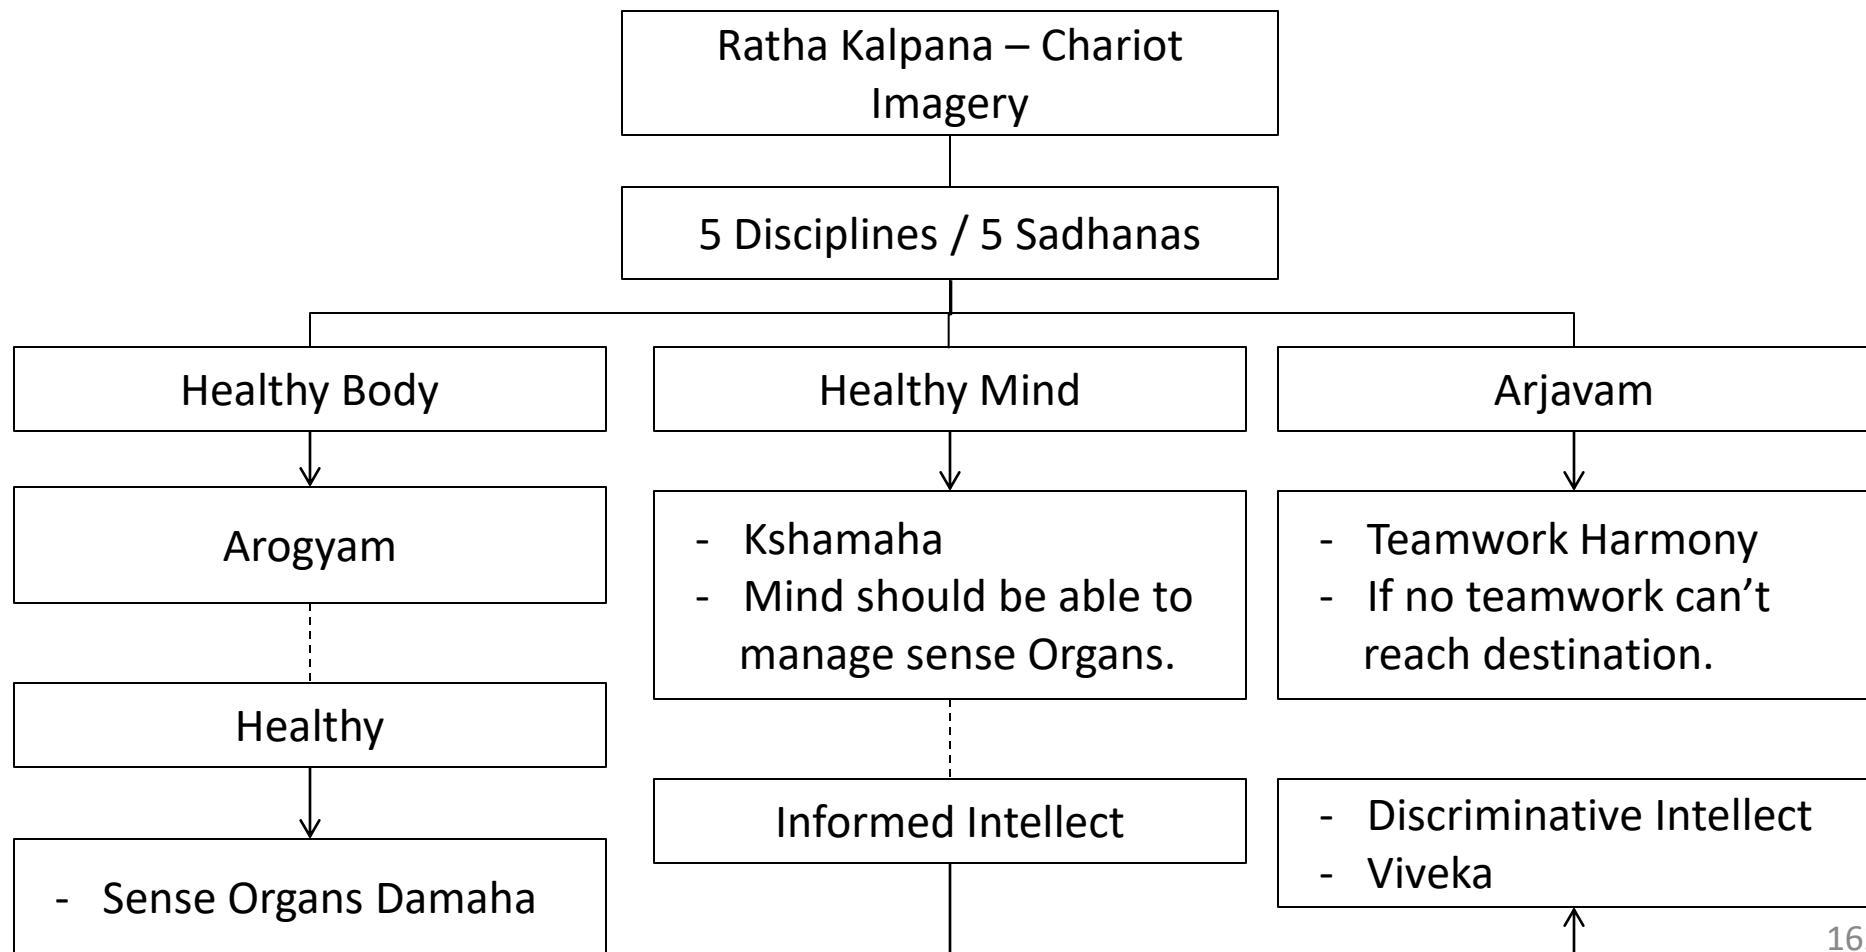 Ratha Kalpana – Chariot
Imagery
5 Disciplines / 5 Sadhanas
Healthy Body
Healthy Mind
Arjavam
Arogyam
- Kshamaha
- Mind should be able to
manage sense Organs.
- Teamwork Harmony
- If no teamwork can't
reach destination.
Healthy
Informed Intellect
- Discriminative Intellect
- Viveka
- Sense Organs Damaha